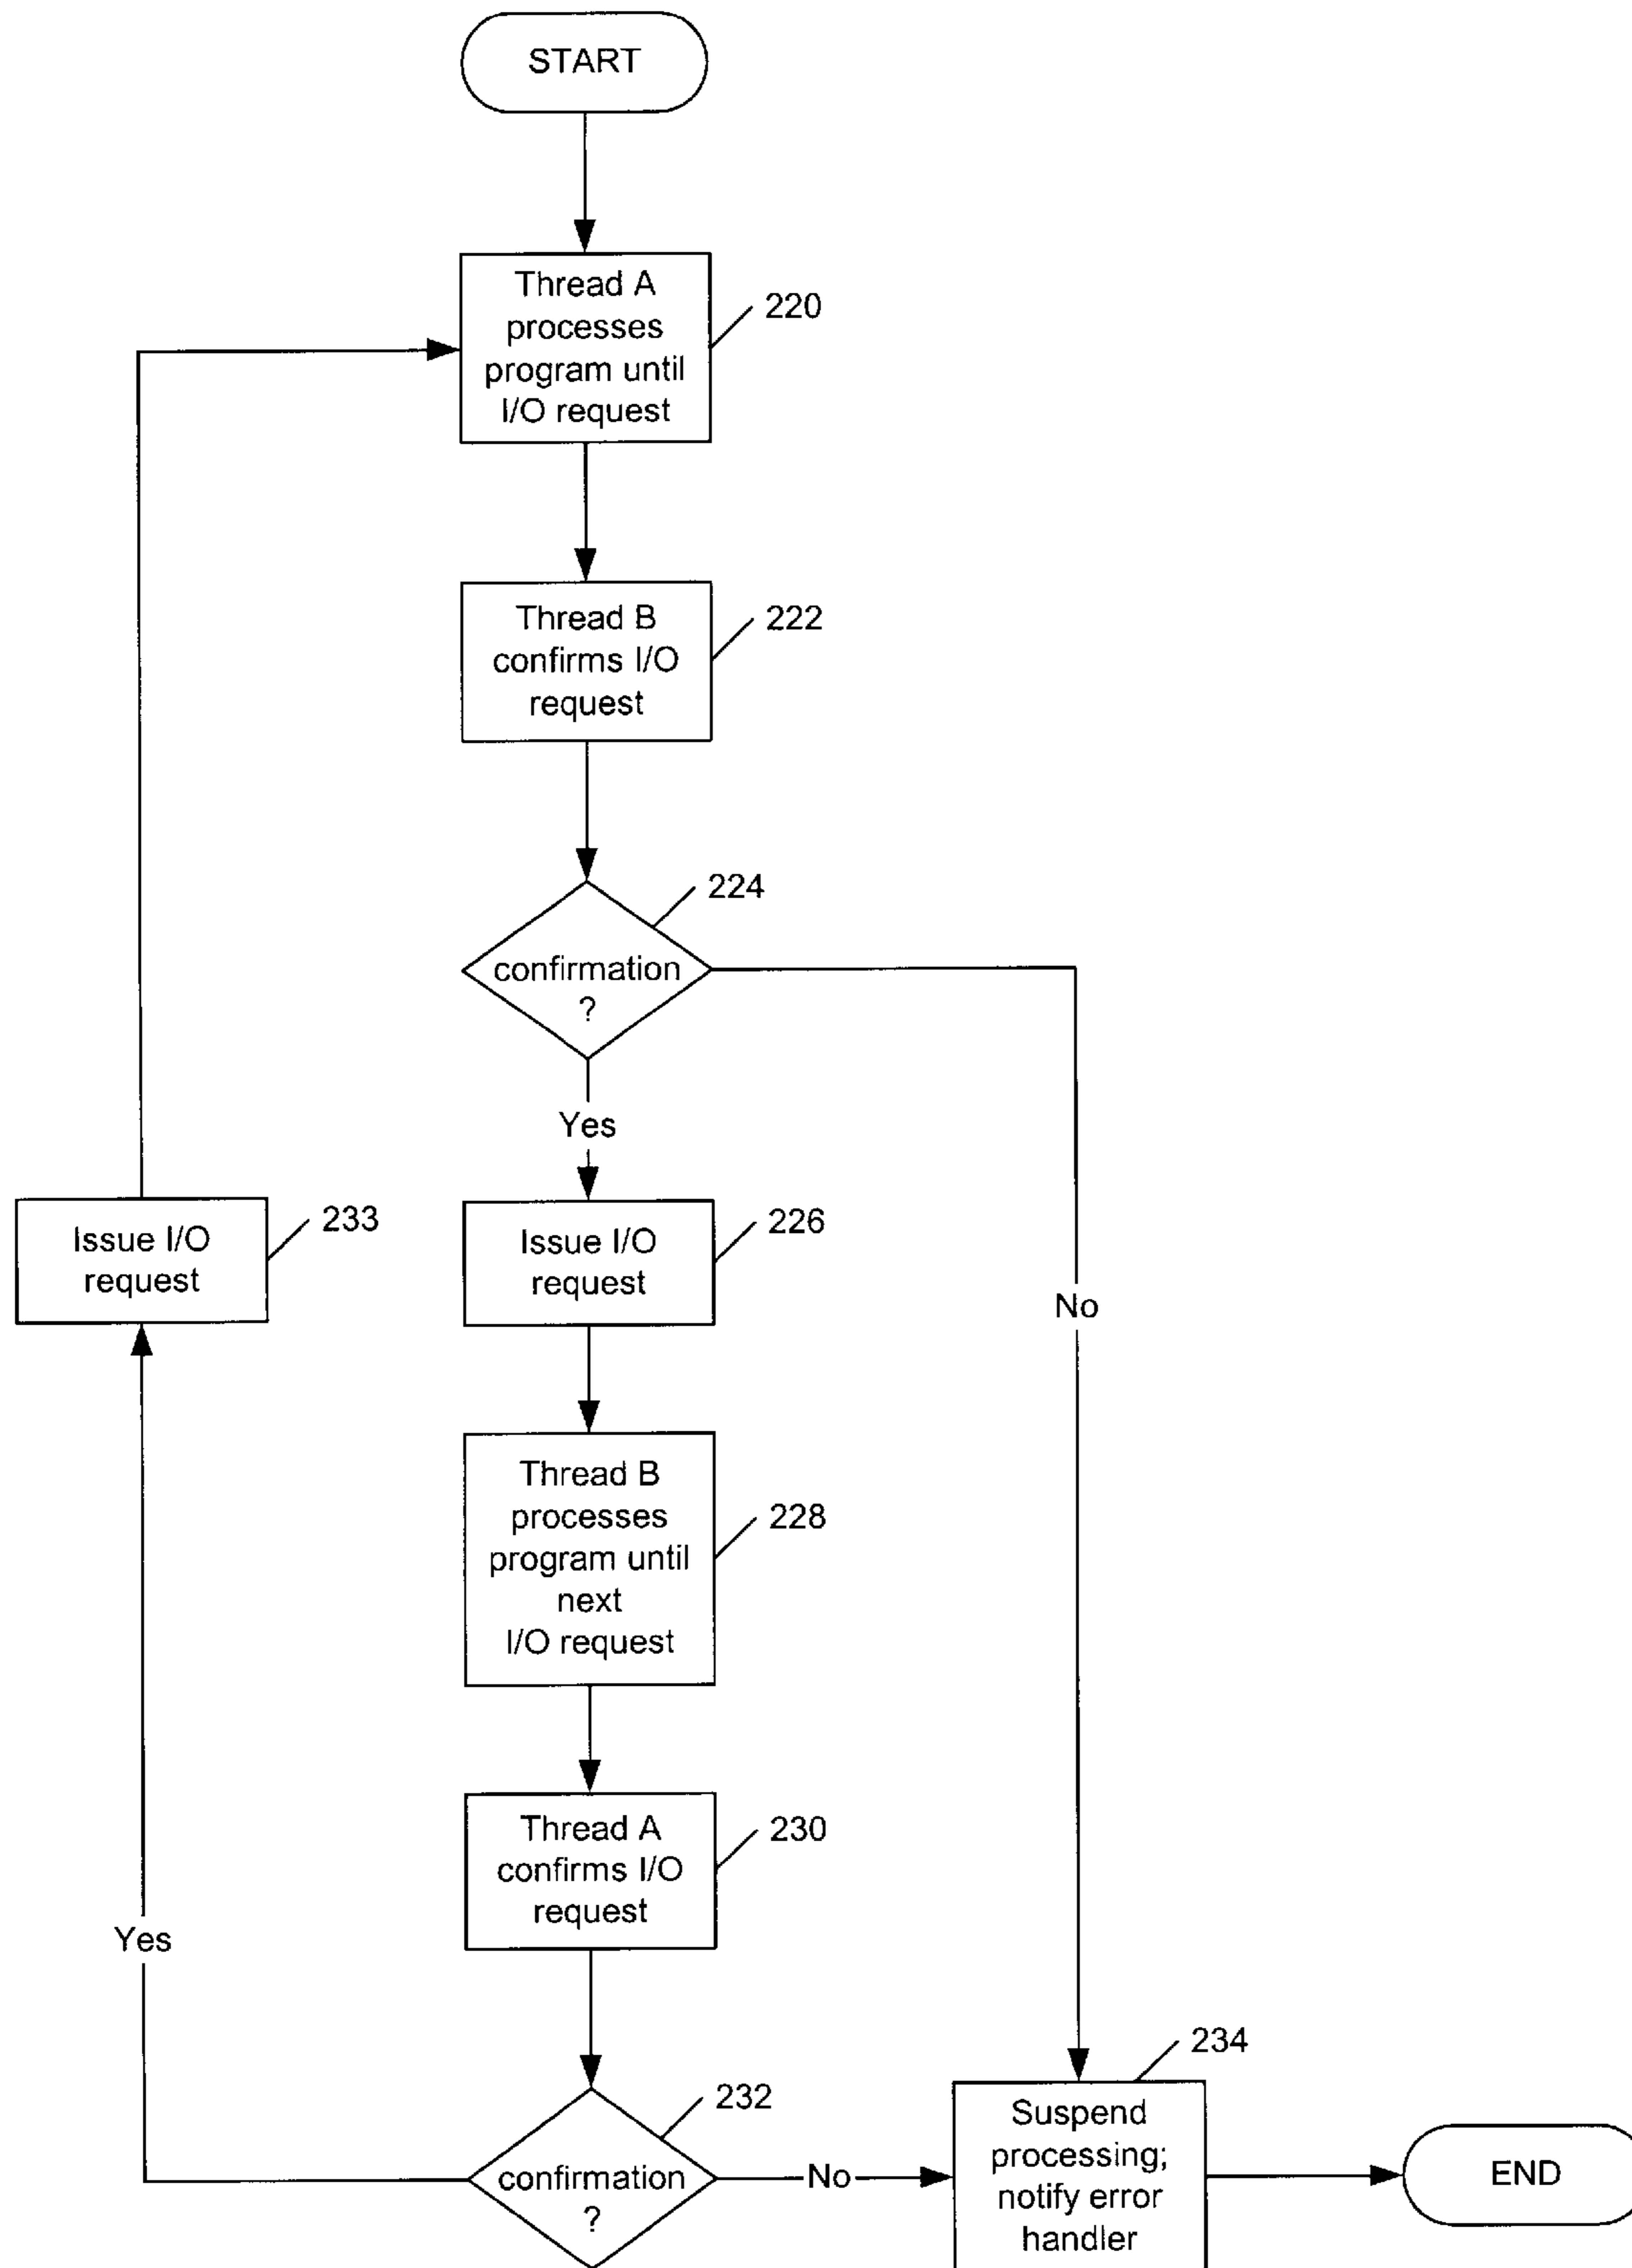 START
Thread A
processes
program until
I/O request
220
Thread B
confirms I/O
request
222
224
confirmation
?
Yes
Issue I/O
request
233
Issue I/O
request
226
No
Thread B
processes
program until
next
I/O request
228
Thread A
confirms I/O
request
230
Yes
232
confirmation
?
No
234
Suspend
processing;
notify error
handler
END